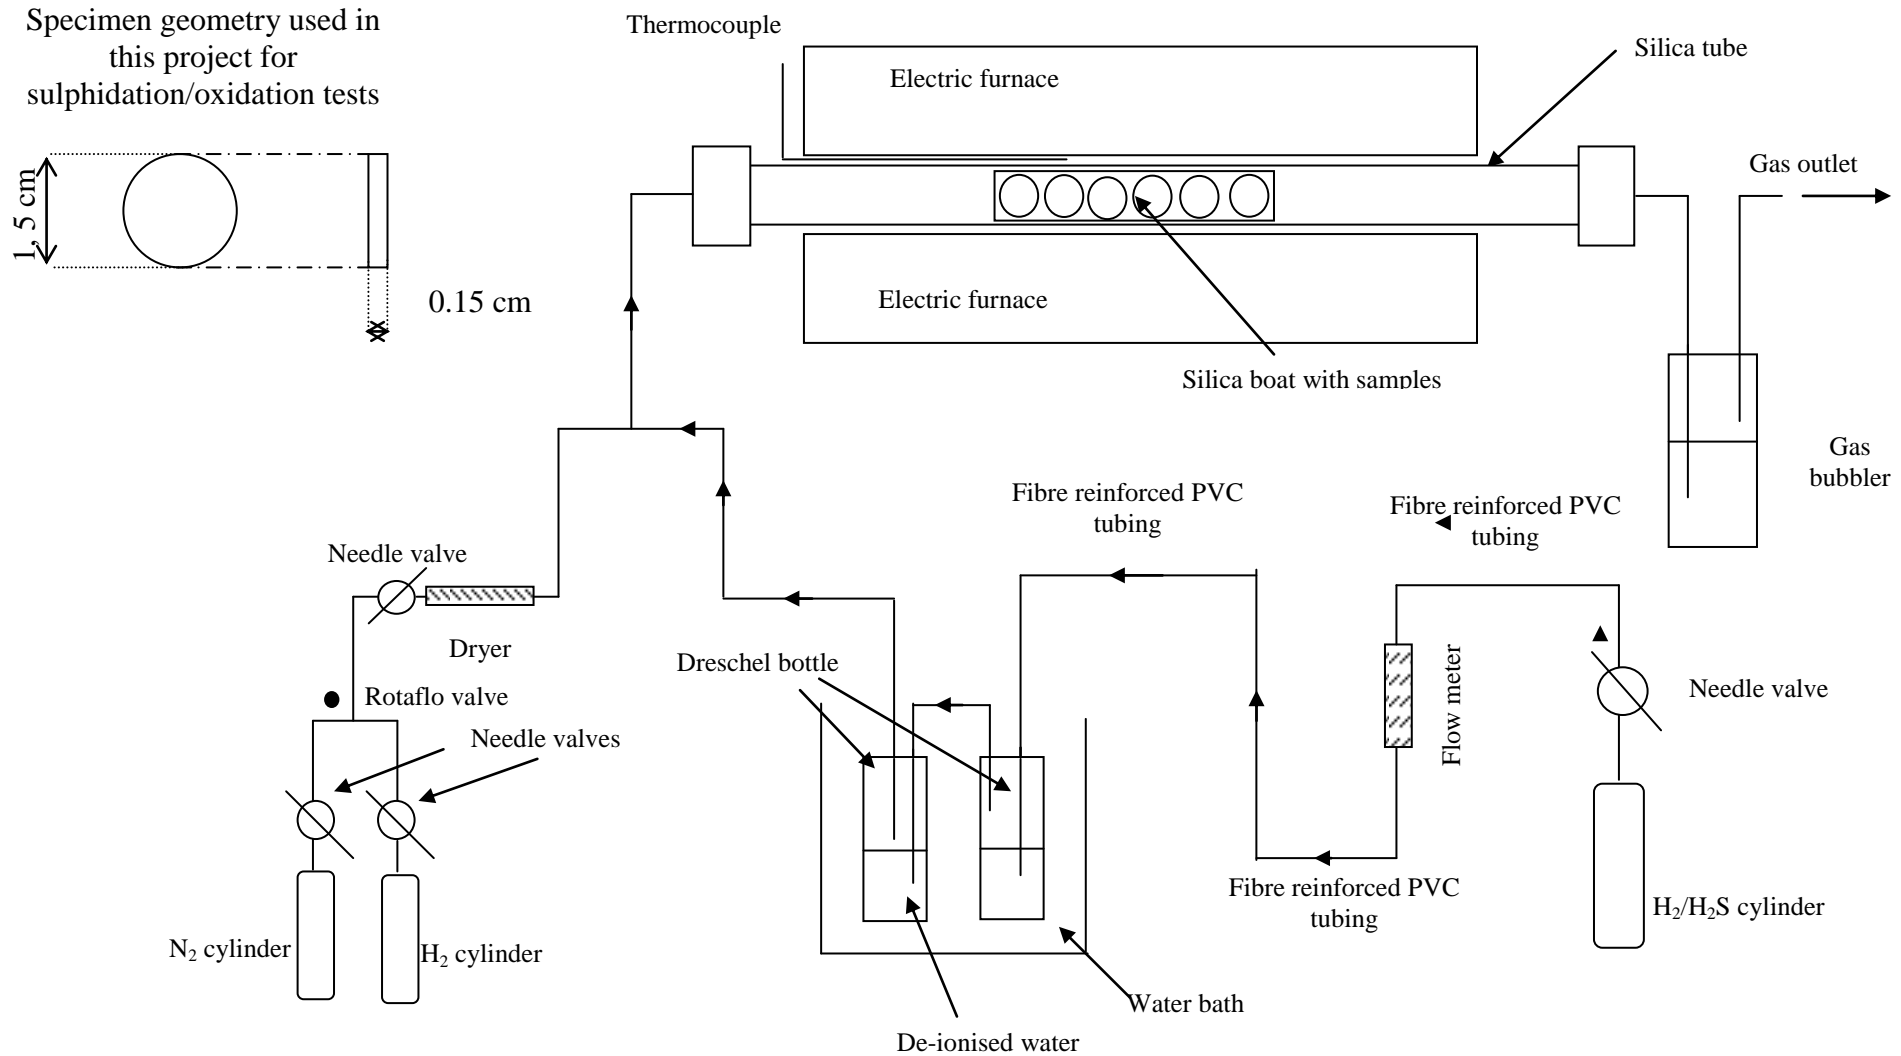 Specimen geometry used in
this project for
sulphidation/oxidation tests
1, 5 cm
0.15 cm
Thermocouple
Electric furnace
Silica tube
Gas outlet
Electric furnace
Silica boat with samples
Gas
bubbler
Fibre reinforced PVC
tubing
Fibre reinforced PVC
tubing
Needle valve
Dryer
Rotaflo valve
Needle valves
Dreschel bottle
Flow meter
Needle valve
Fibre reinforced PVC
tubing
N₂ cylinder
H₂ cylinder
H₂/H₂S cylinder
Water bath
De-ionised water